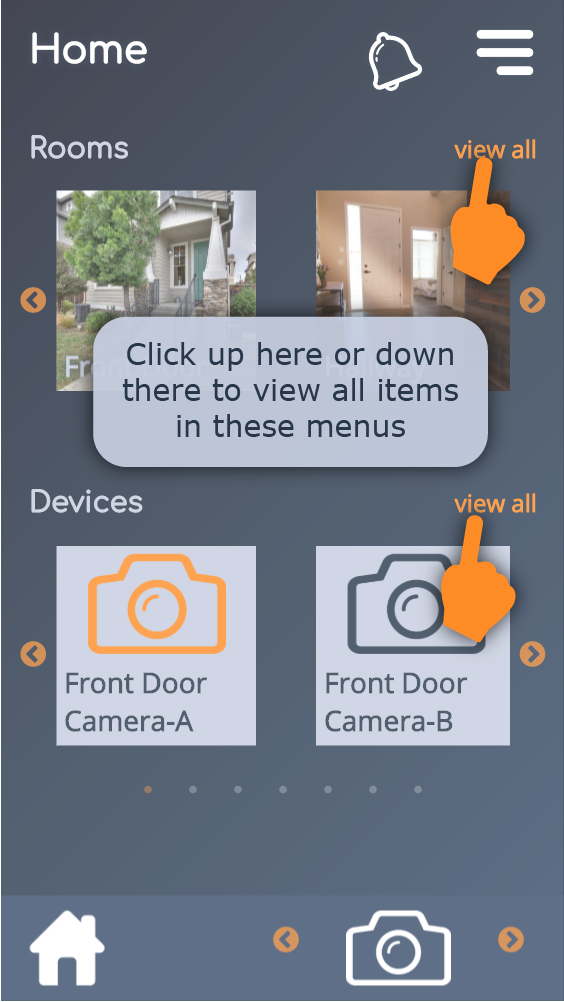 Home
Rooms
view all
Front Door
Hallway
Click up here or down
there to view all items
in these menus
Devices
view all
Front Door
Camera-A
Front Door
Camera-B